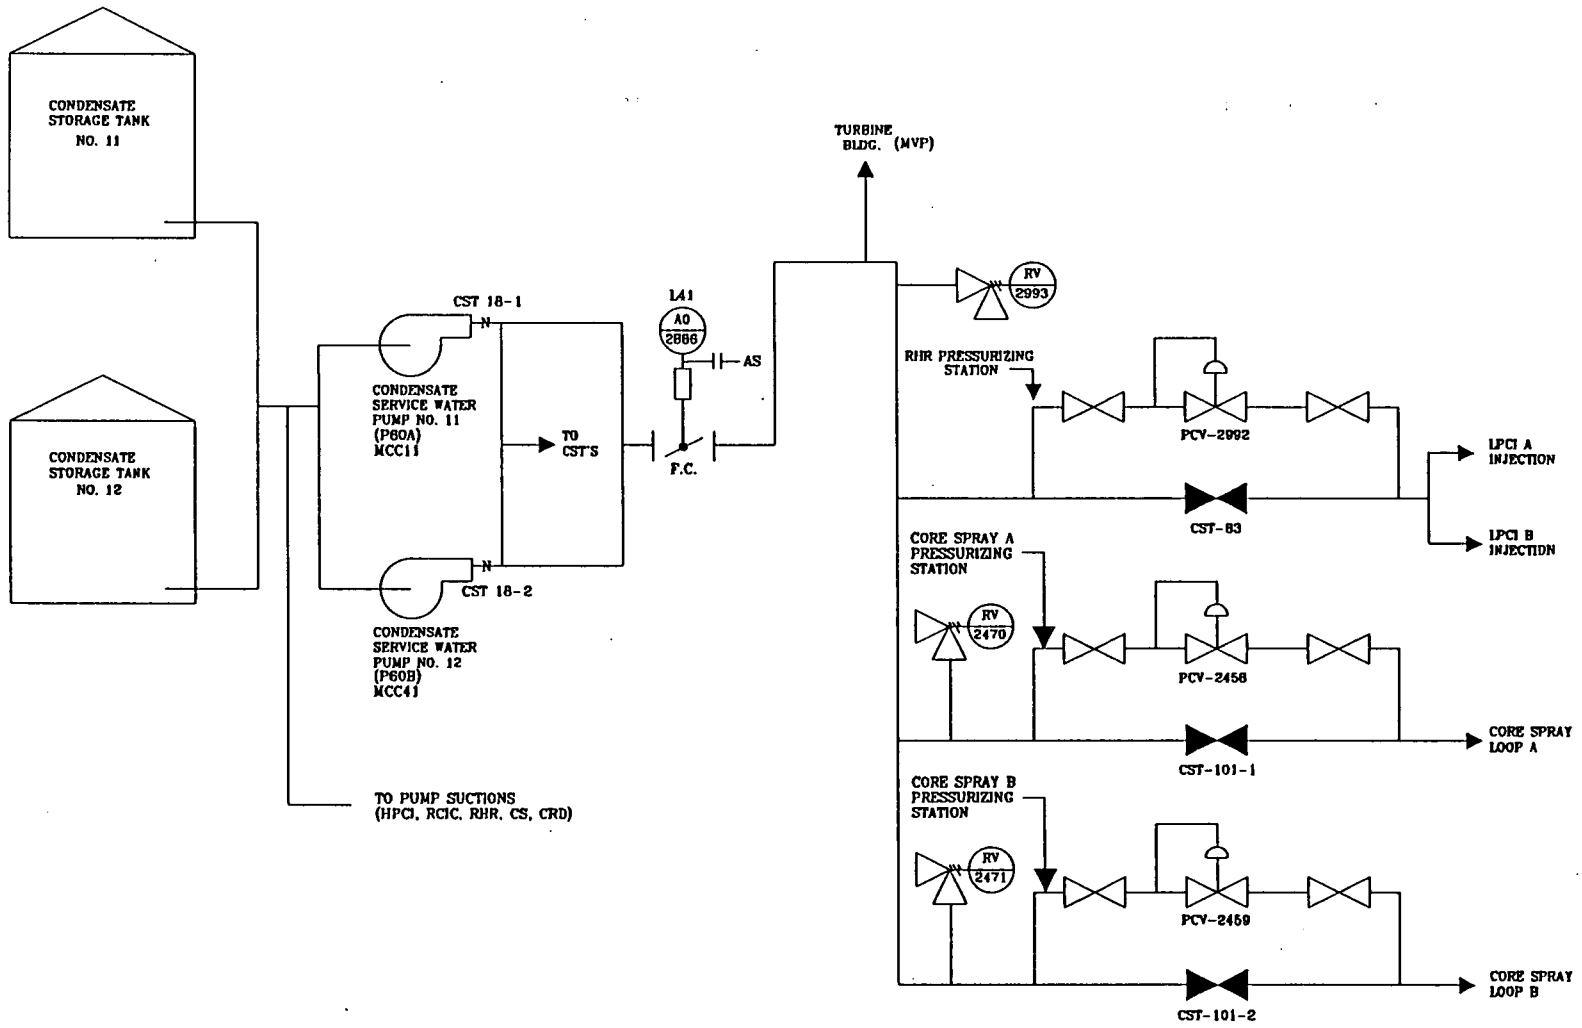 CONDENSATE
STORAGE TANK
NO. 11
TURBINE
BLDG. (MVP)
CST 18-1
L41
AO
2886
AS
RV
2993
RHR PRESSURIZING
STATION
CONDENSATE
SERVICE WATER
PUMP NO. 11
(P60A)
MCC11
TO
CST'S
F.C.
PCV-2992
LPCI A
INJECTION
CONDENSATE
STORAGE TANK
NO. 12
CST-83
CORE SPRAY A
PRESSURIZING
STATION
LPCI B
INJECTION
CST 18-2
RV
2470
CONDENSATE
SERVICE WATER
PUMP NO. 12
(P60B)
MCC41
PCV-2458
CORE SPRAY
LOOP A
CST-101-1
CORE SPRAY B
PRESSURIZING
STATION
TO PUMP SUCTIONS
(HPCI, RCIC, RHR, CS, CRD)
RV
2471
PCV-2459
CORE SPRAY
LOOP B
CST-101-2